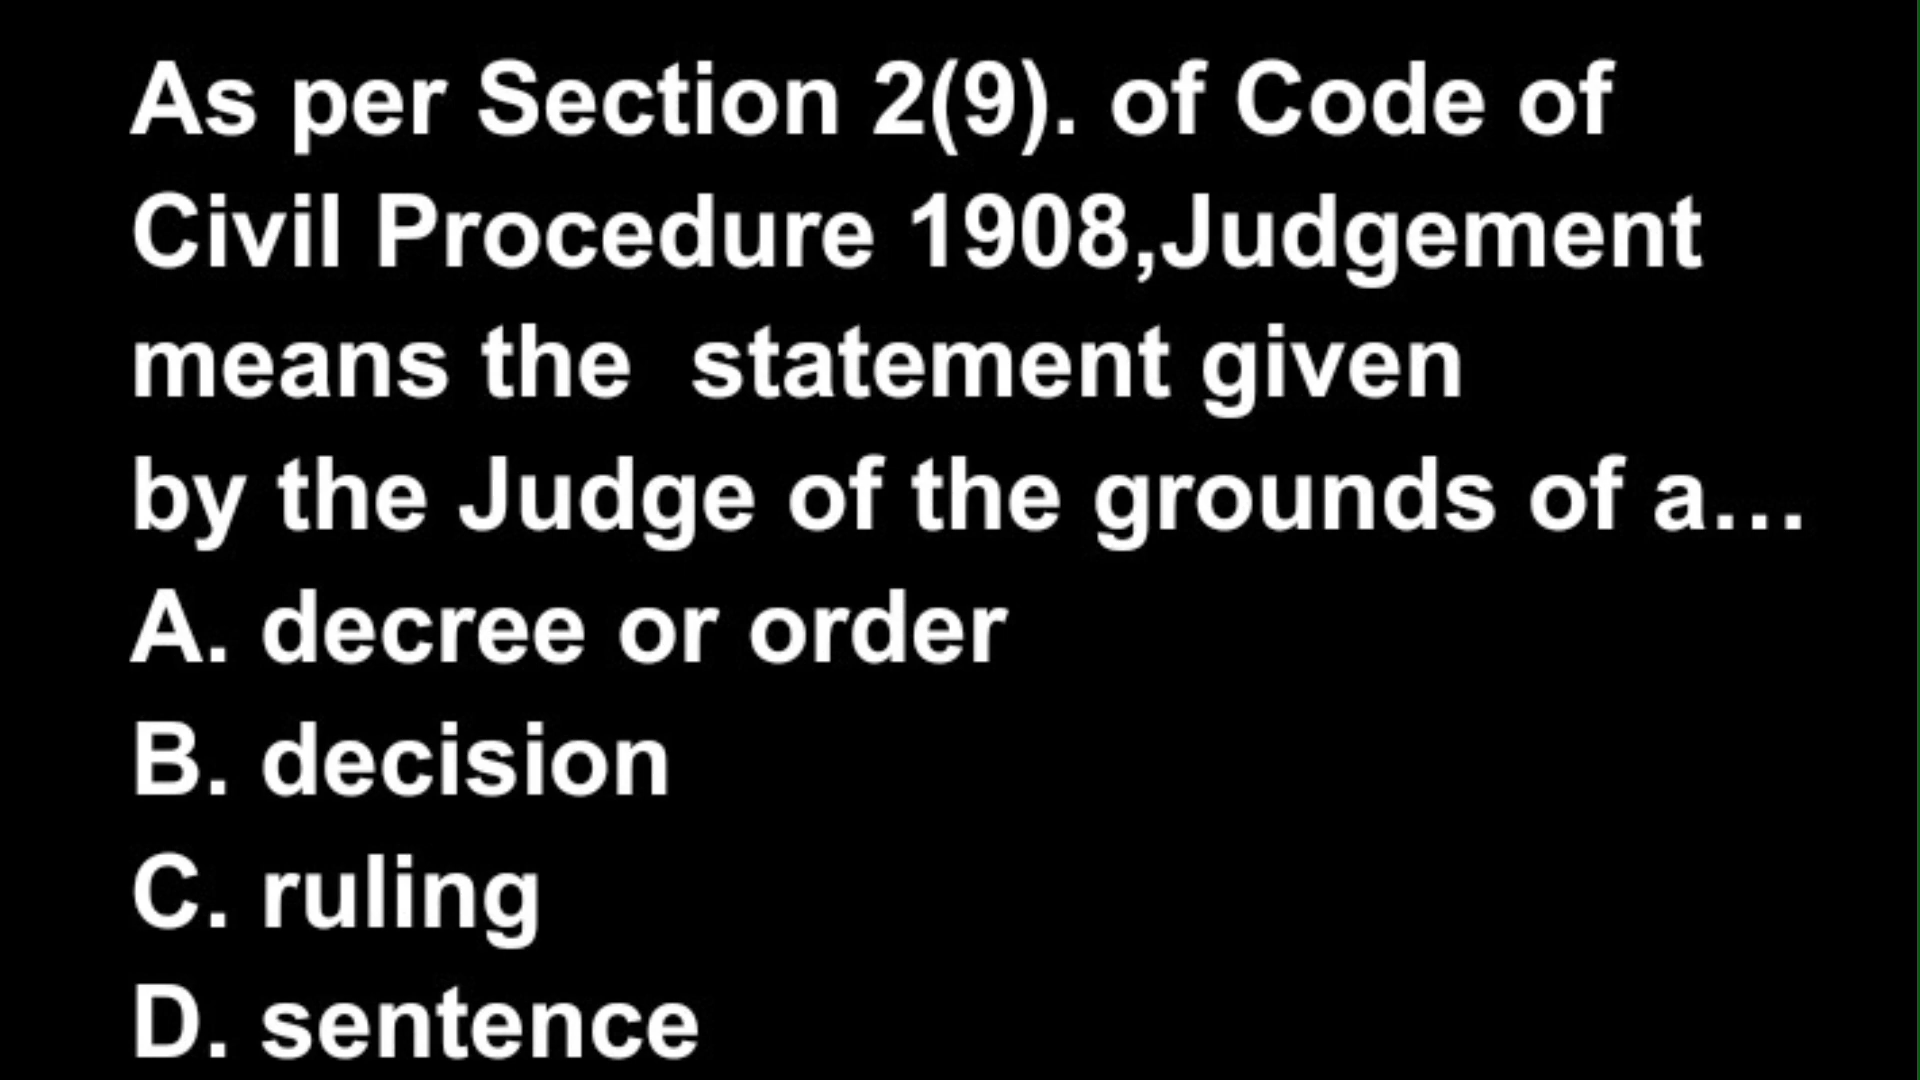 As per Section 2(9). of Code of
Civil Procedure 1908,Judgement
means the  statement given
by the Judge of the grounds of a...
A. decree or order
B. decision
C. ruling
D. sentence